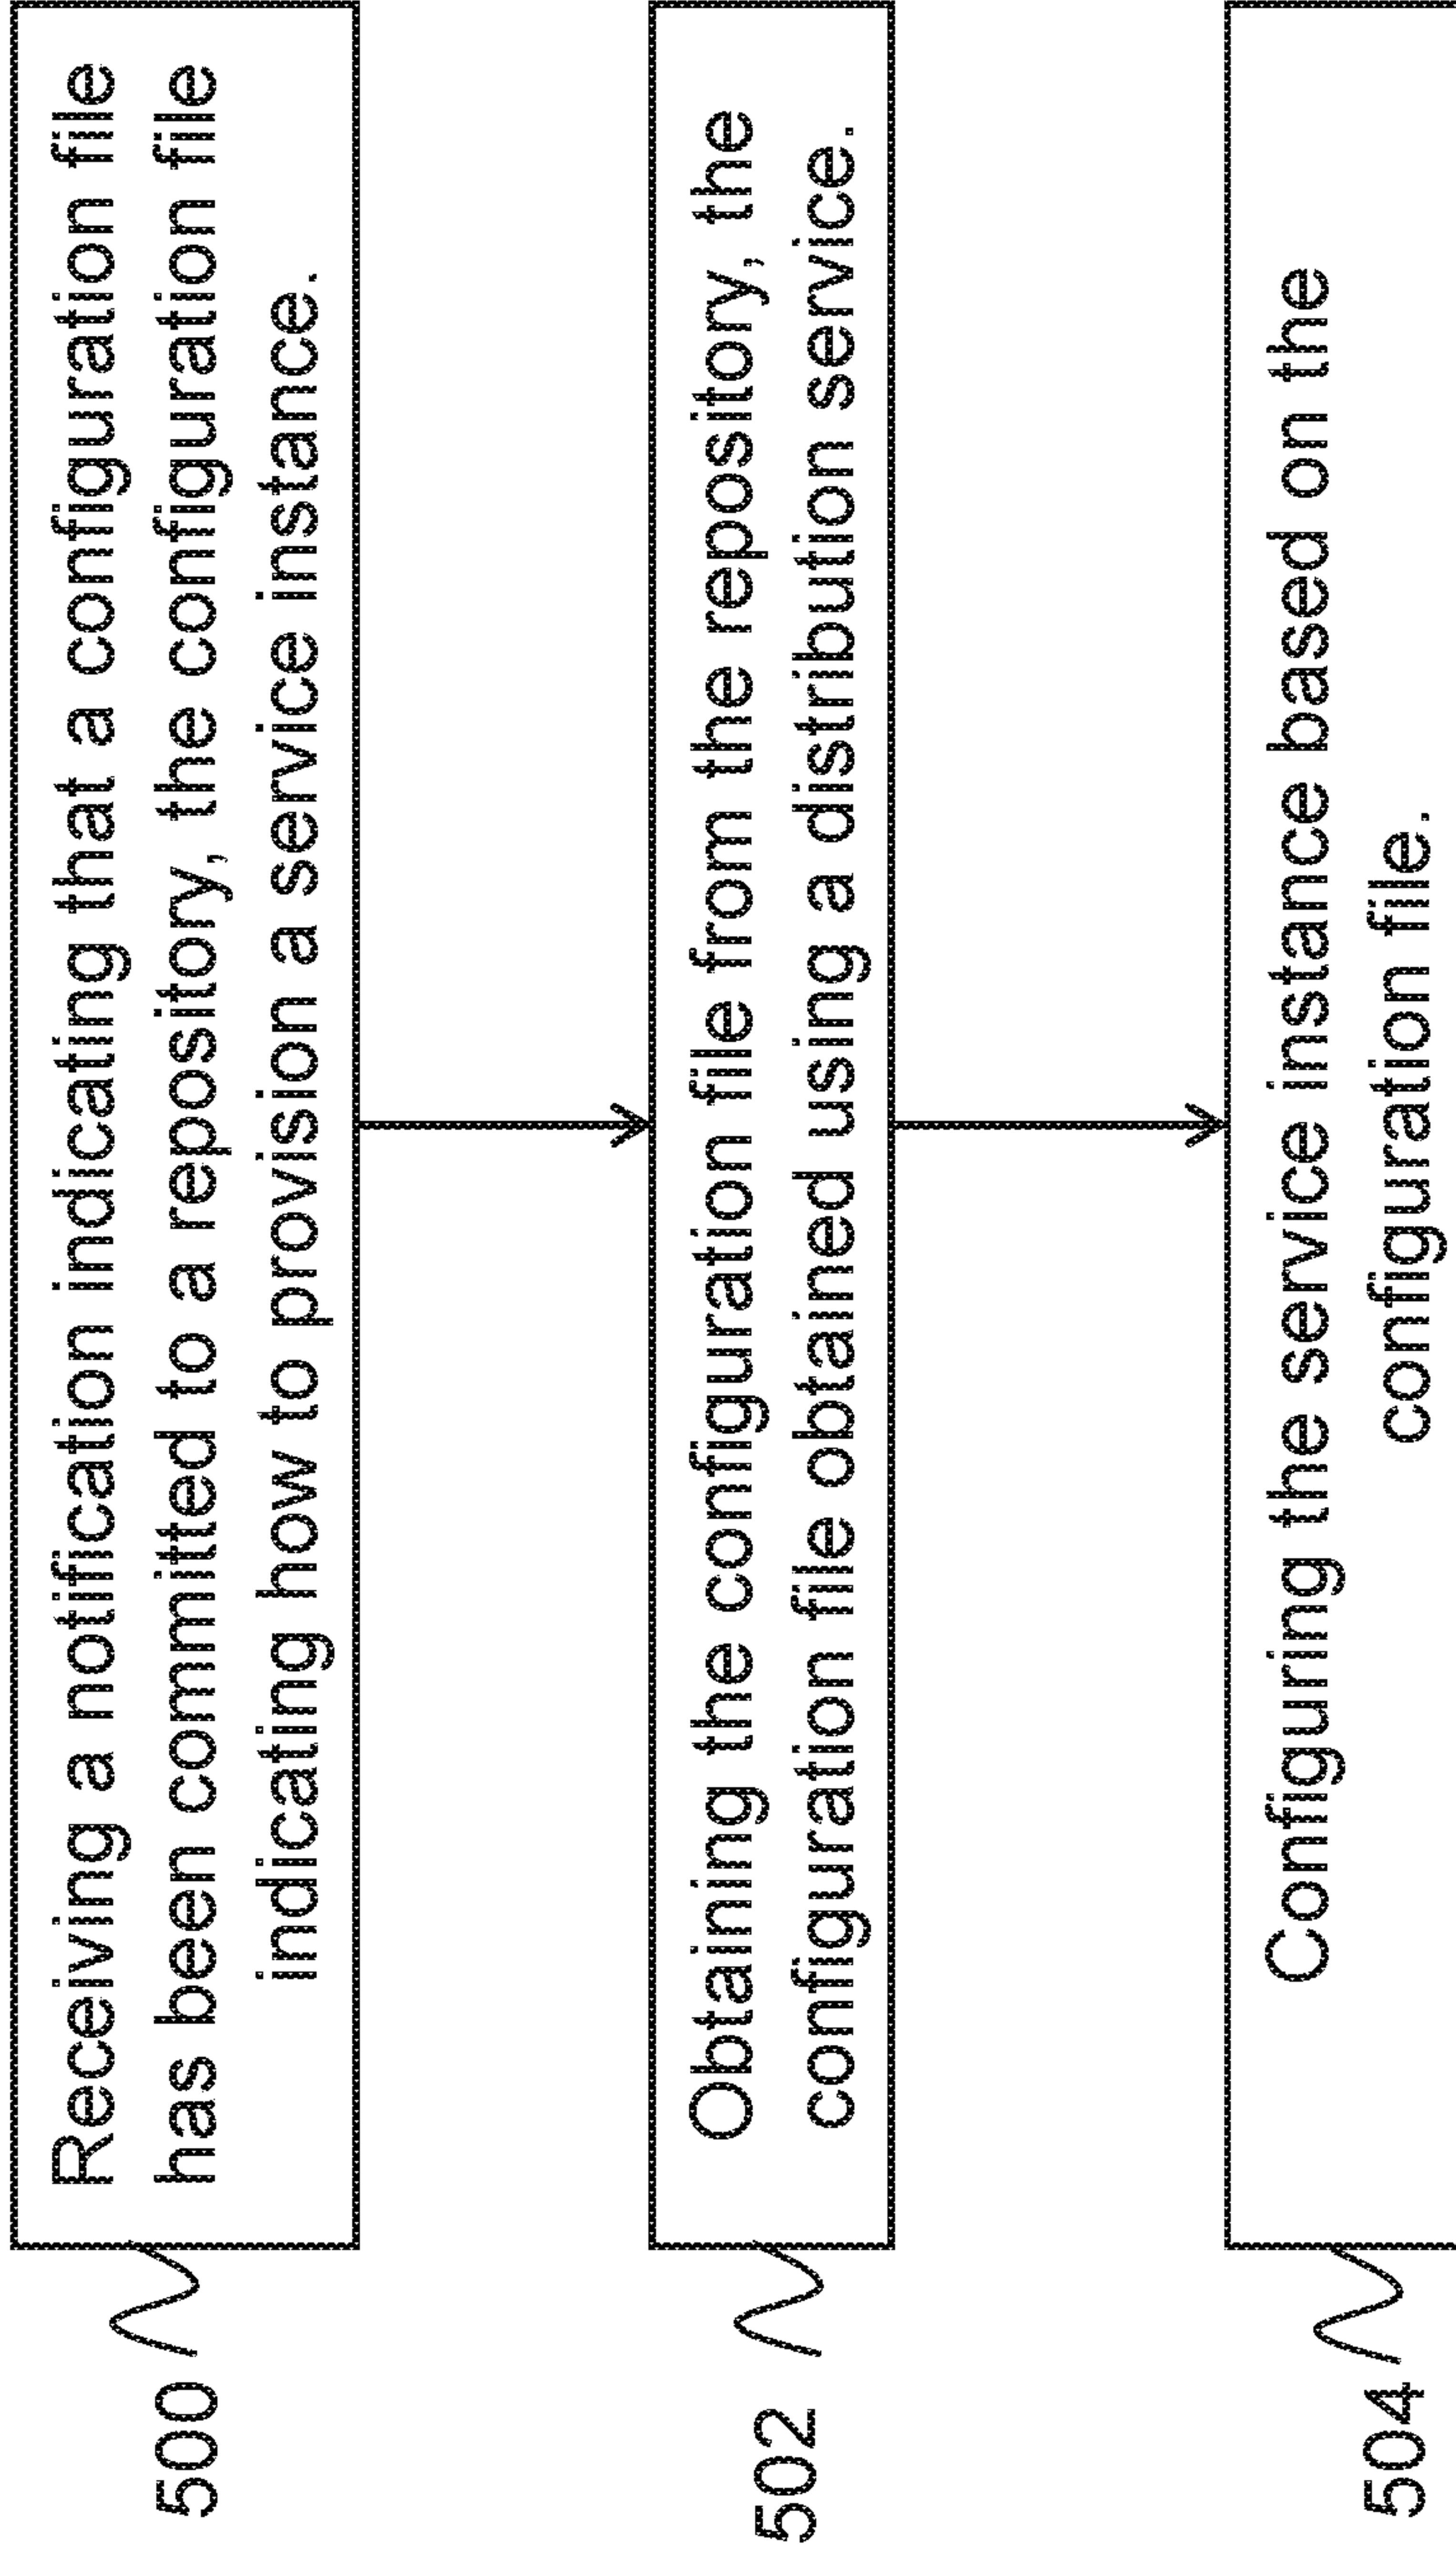 500
Receiving a notification indicating that a configuration file
has been committed to a repository, the configuration file
indicating how to provision a service instance.
502
Obtaining the configuration file from the repository, the
configuration file obtained using a distribution service.
504
Configuring the service instance based on the
configuration file.